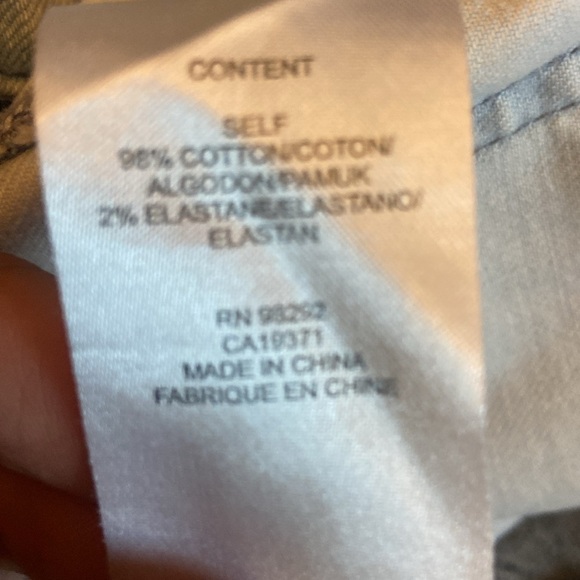 CONTENT
SELF
98% COTTON/COTON/
ALGODON/PAMUK
2% ELASTANE/ELASTANO/
ELASTAN
RN 98292
CA19371
MADE IN CHINA
FABRIQUE EN CHINE